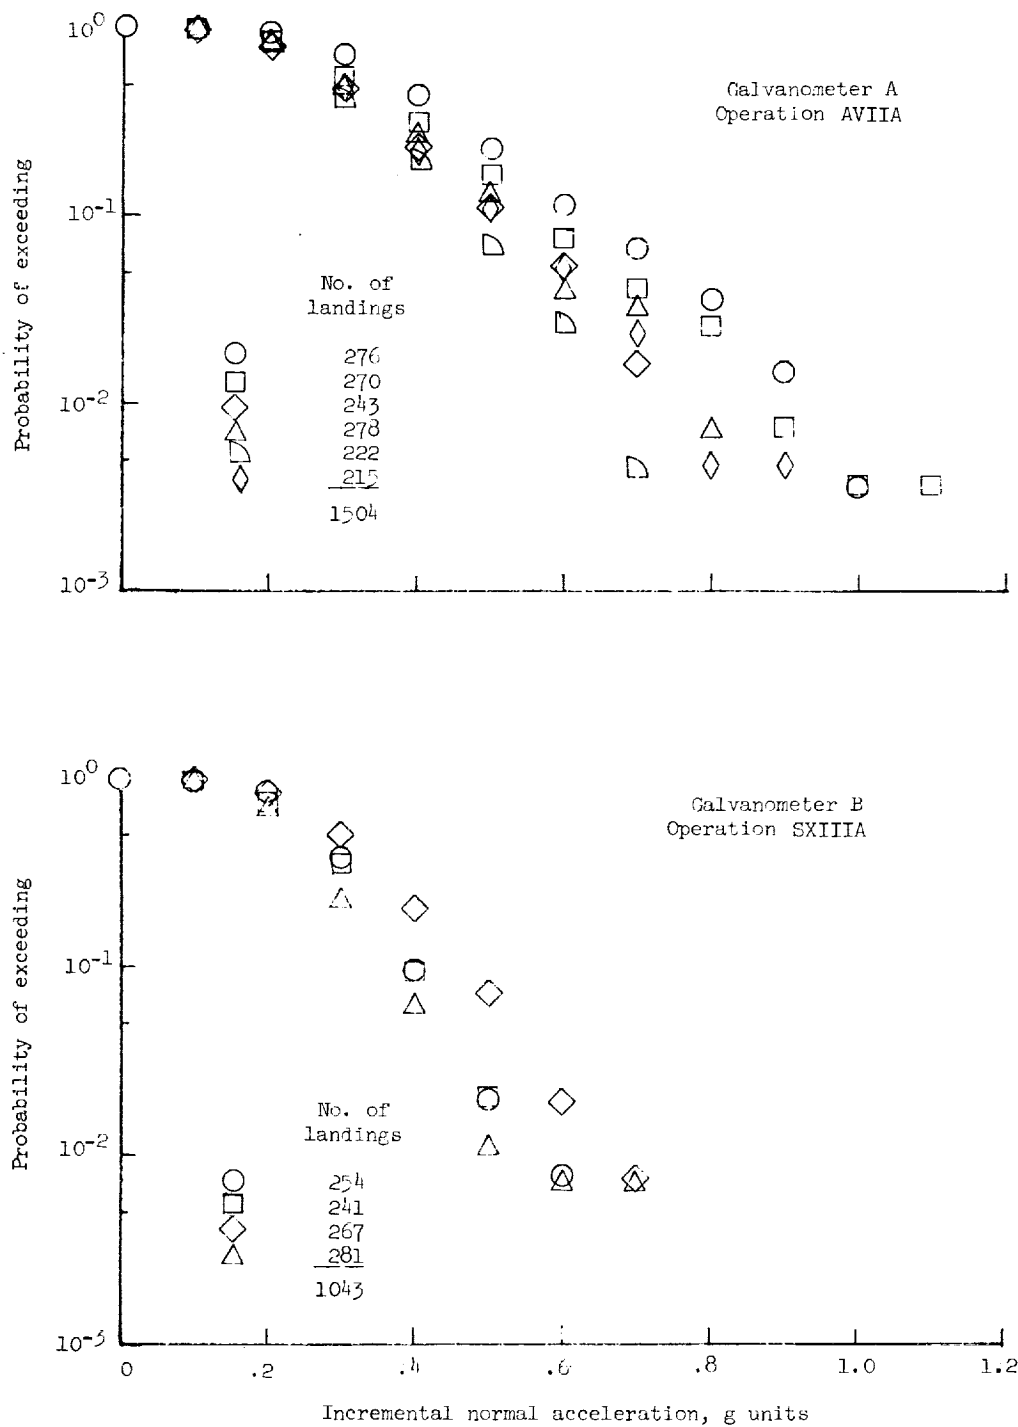 10^0
Galvanometer A
Operation AVIIA
Probability of exceeding
10^-1
No. of
landings
276
270
243
278
222
215
1504
10^-2
10^-3
10^0
Galvanometer B
Operation SXIIIA
Probability of exceeding
10^-1
No. of
landings
254
241
267
281
1043
10^-2
10^-3
0 .2 .4 .6 .8 1.0 1.2
Incremental normal acceleration, g units